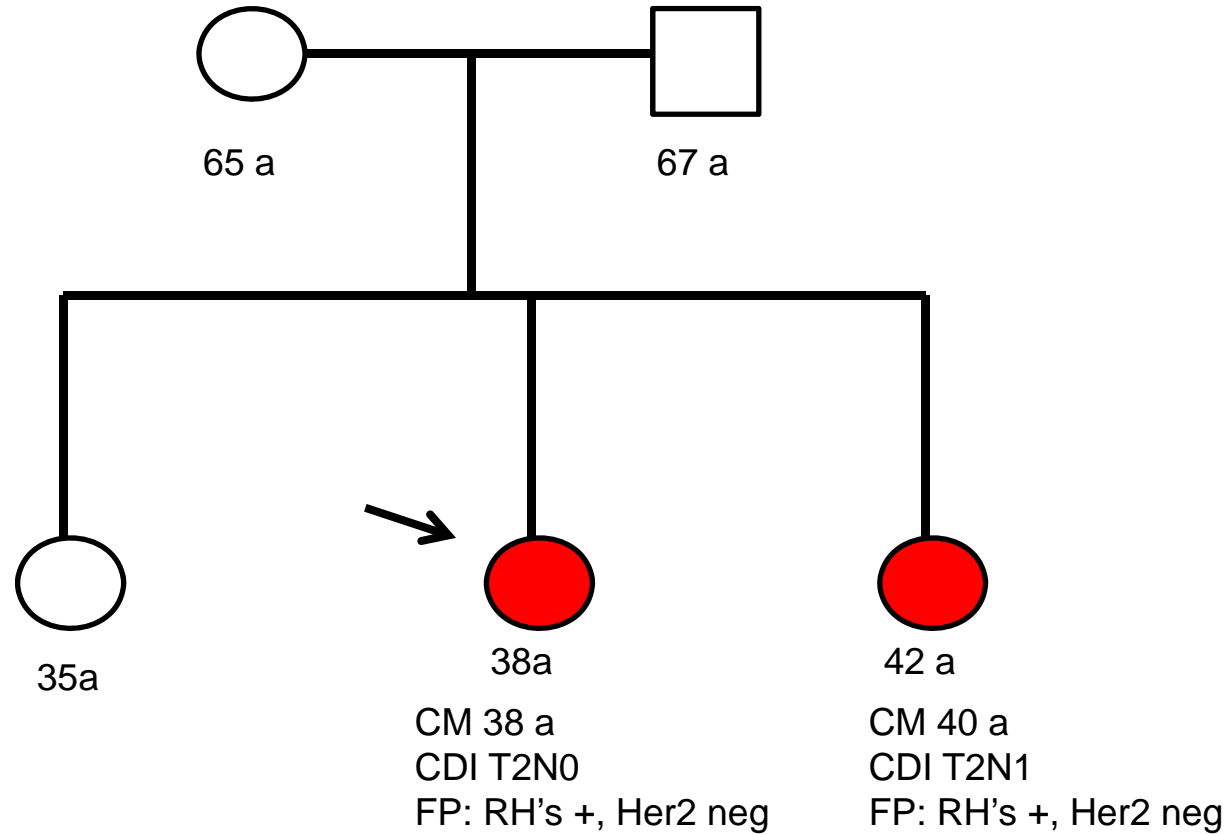 65 a
67 a
35a
38a
CM 38 a
CDI T2N0
FP: RH's +, Her2 neg
42 a
CM 40 a
CDI T2N1
FP: RH's +, Her2 neg